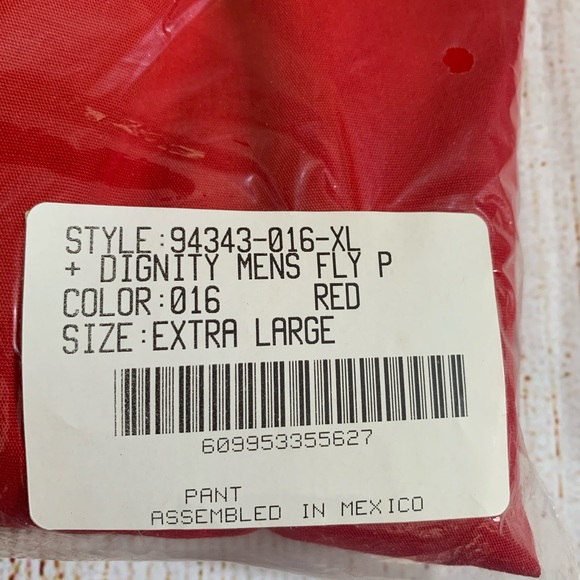 STYLE:94343-016-XL
+ DIGNITY MENS FLY P
COLOR:016 RED
SIZE:EXTRA LARGE
609953355627
PANT
ASSEMBLED IN MEXICO